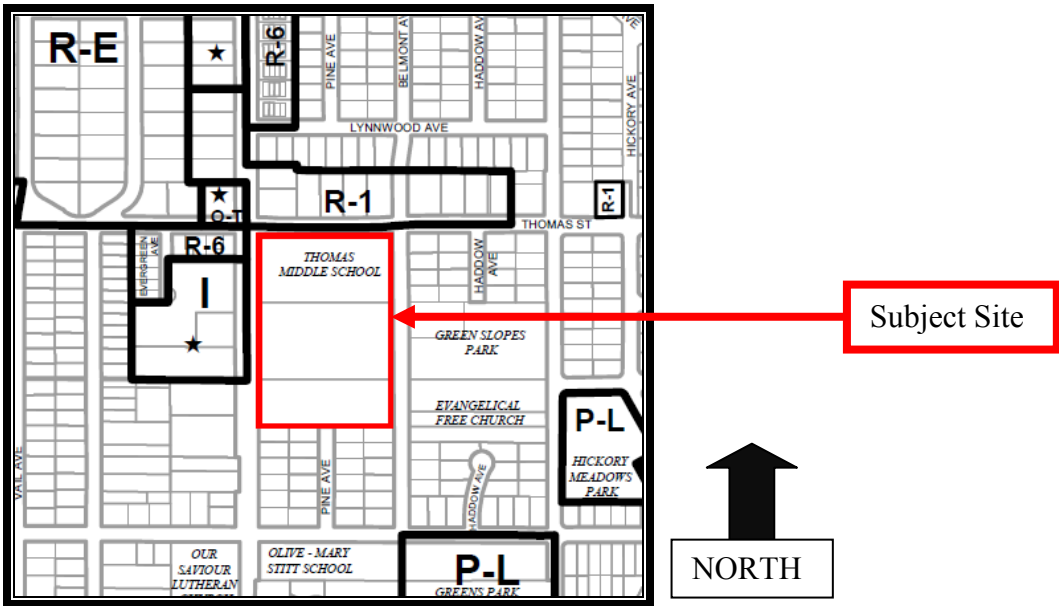 R-E
★
R-6
PINE AVE
BELMONT AV
HADDOW AV
HICKORY AVE
LYNNWOOD AVE
★
O-T
R-1
R-1
THOMAS ST
EVERGREEN
AVE
R-6
THOMAS
MIDDLE SCHOOL
HADDOW
AVE
I
★
GREEN SLOPES
PARK
Subject Site
EVANGELICAL
FREE CHURCH
P-L
HICKORY
MEADOWS
PARK
VAIL AVE
PINE AVE
HADDOW AVE
OUR
SAVIOUR
LUTHERAN
OLIVE - MARY
STITT SCHOOL
P-L
GREENS PARK
NORTH